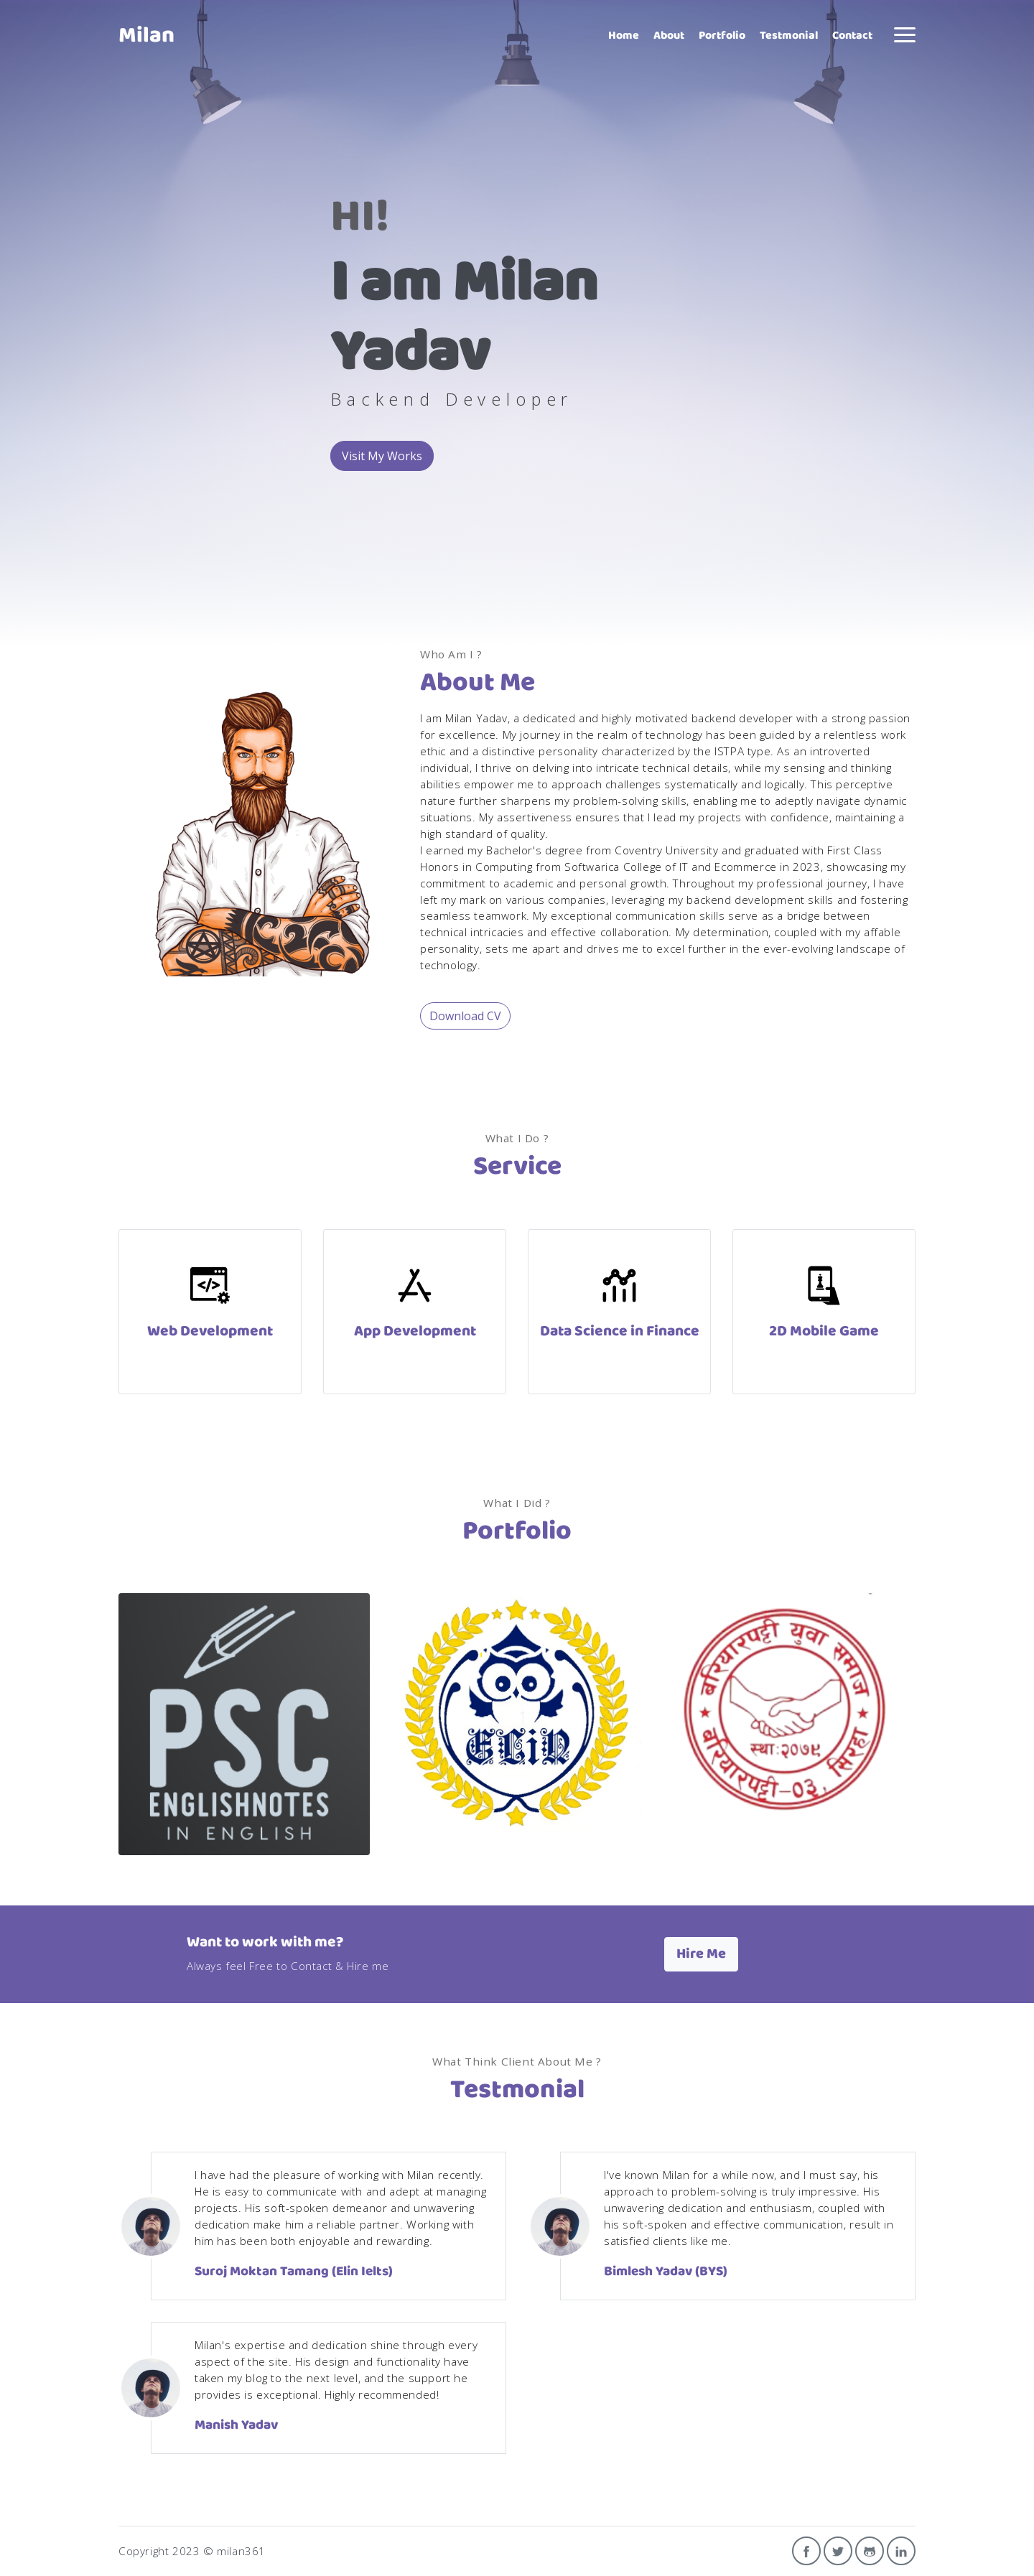 Milan
Home About Portfolio Testmonial Contact
HI!
I am Milan
Yadav
Backend Developer
Visit My Works
Who Am I ?
About Me
I am Milan Yadav, a dedicated and highly motivated backend developer with a strong passion
for excellence. My journey in the realm of technology has been guided by a relentless work
ethic and a distinctive personality characterized by the ISTPA type. As an introverted
individual, I thrive on delving into intricate technical details, while my sensing and thinking
abilities empower me to approach challenges systematically and logically. This perceptive
nature further sharpens my problem-solving skills, enabling me to adeptly navigate dynamic
situations. My assertiveness ensures that I lead my projects with confidence, maintaining a
high standard of quality.
I earned my Bachelor's degree from Coventry University and graduated with First Class
Honors in Computing from Softwarica College of IT and Ecommerce in 2023, showcasing my
commitment to academic and personal growth. Throughout my professional journey, I have
left my mark on various companies, leveraging my backend development skills and fostering
seamless teamwork. My exceptional communication skills serve as a bridge between
technical intricacies and effective collaboration. My determination, coupled with my affable
personality, sets me apart and drives me to excel further in the ever-evolving landscape of
technology.
Download CV
What I Do ?
Service
Web Development
App Development
Data Science in Finance
2D Mobile Game
What I Did ?
Portfolio
PSC
ENGLISHNOTES
IN ENGLISH
ELiN
बरियारपट्टी युवा समाज
स्था:२०७९
बरियारपट्टी-०३, सिरहा
Want to work with me?
Always feel Free to Contact & Hire me
Hire Me
What Think Client About Me ?
Testmonial
I have had the pleasure of working with Milan recently.
He is easy to communicate with and adept at managing
projects. His soft-spoken demeanor and unwavering
dedication make him a reliable partner. Working with
him has been both enjoyable and rewarding.
Suroj Moktan Tamang (Elin Ielts)
I've known Milan for a while now, and I must say, his
approach to problem-solving is truly impressive. His
unwavering dedication and enthusiasm, coupled with
his soft-spoken and effective communication, result in
satisfied clients like me.
Bimlesh Yadav (BYS)
Milan's expertise and dedication shine through every
aspect of the site. His design and functionality have
taken my blog to the next level, and the support he
provides is exceptional. Highly recommended!
Manish Yadav
Copyright 2023 © milan361